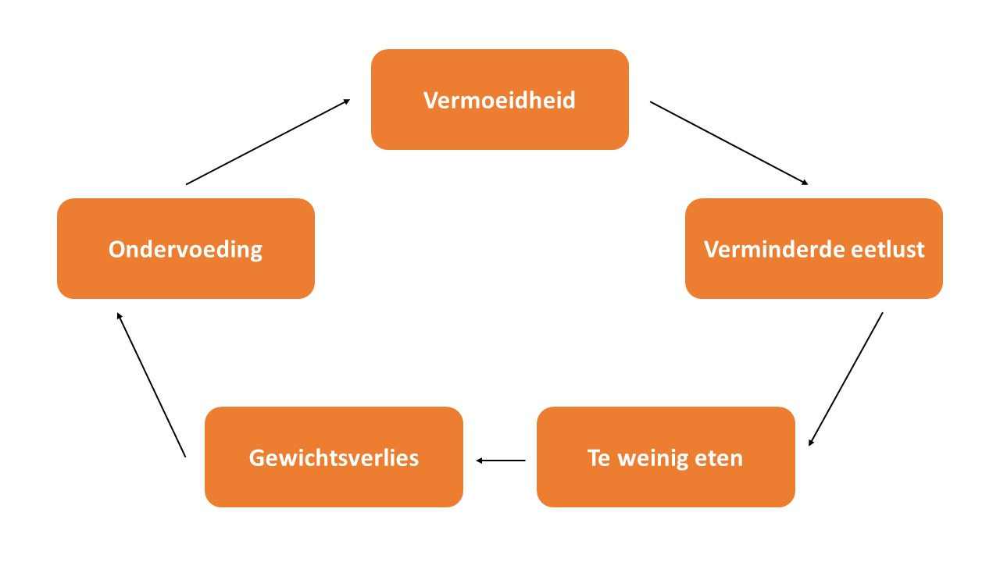 Vermoeidheid
Verminderde eetlust
Te weinig eten
Gewichtsverlies
Ondervoeding